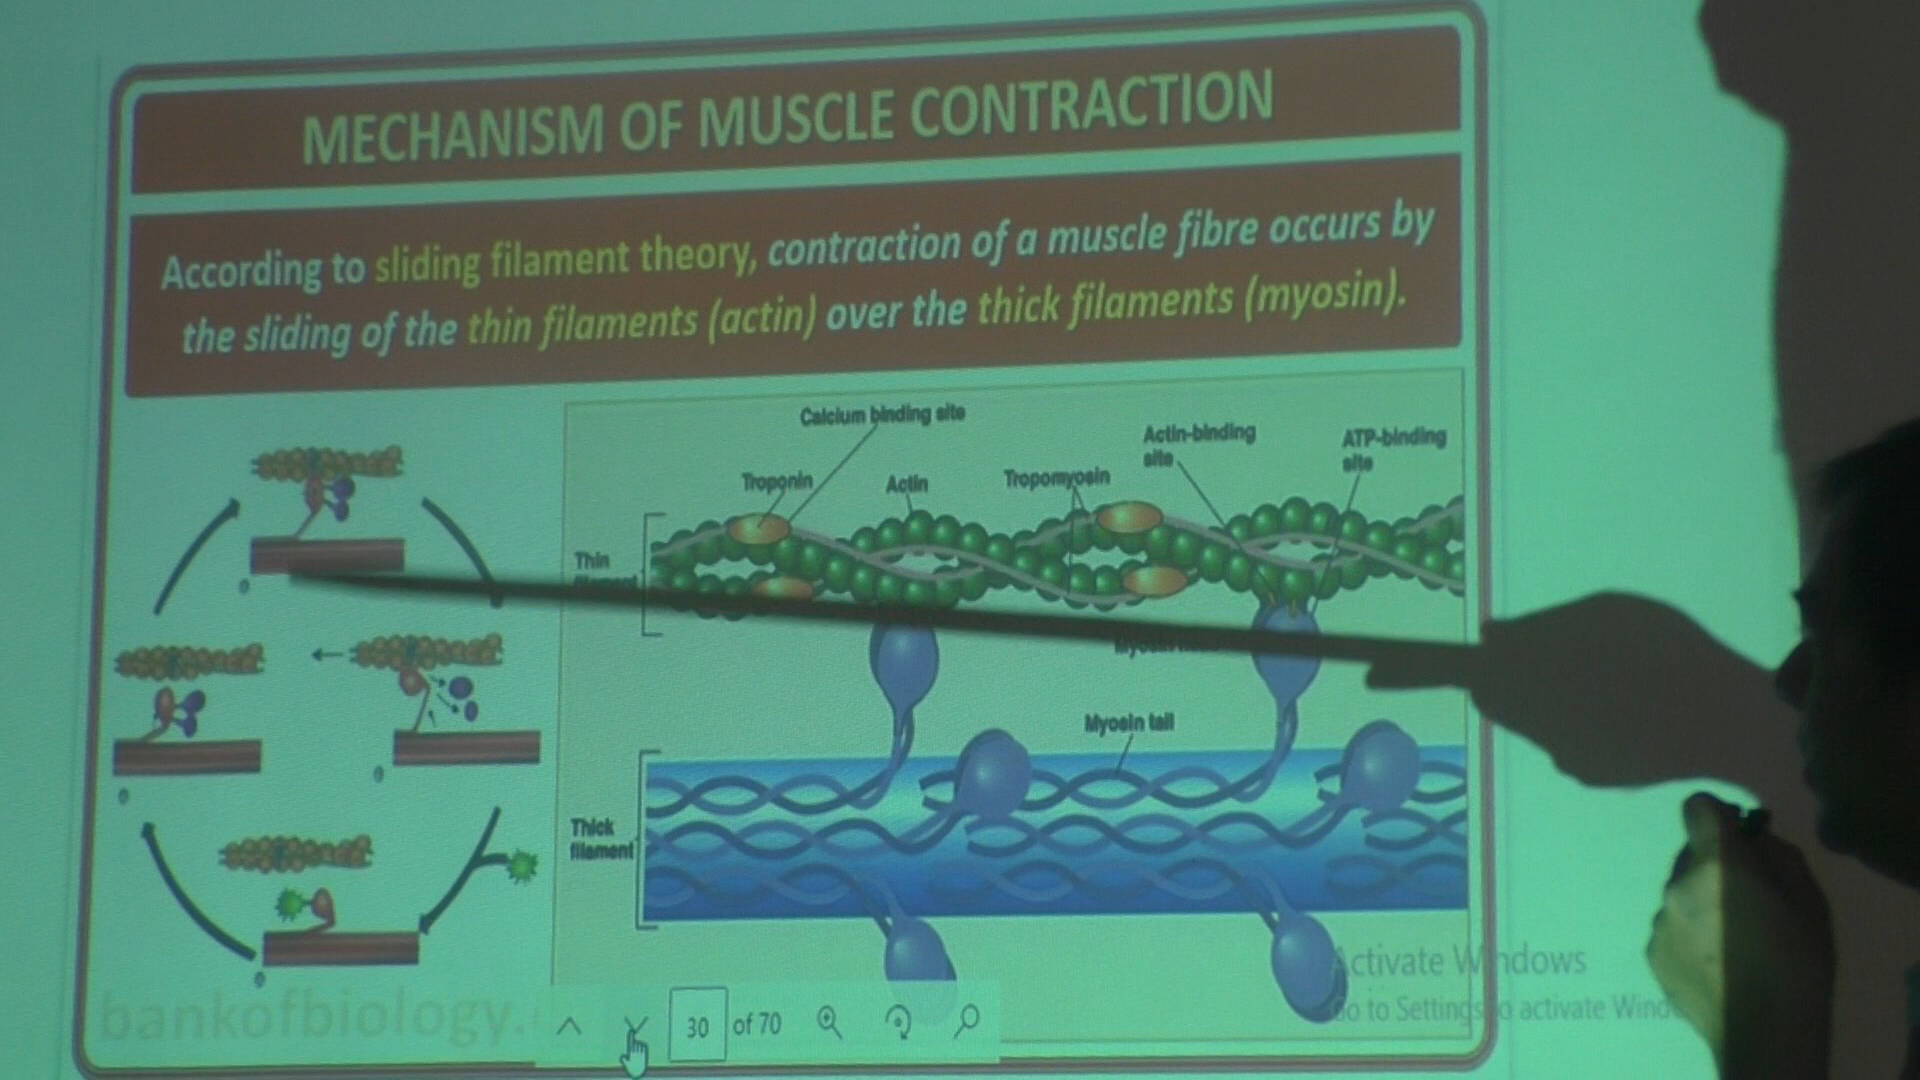 MECHANISM OF MUSCLE CONTRACTION
According to sliding filament theory, contraction of a muscle fibre occurs by
the sliding of the thin filaments (actin) over the thick filaments (myosin).
Calcium binding site
Troponin
Actin
Tropomyosin
Actin-binding
site
ATP-binding
site
Thin
Myosin tail
Thick
filament
bankofbiology.
30 of 70
Activate Windows
Go to Settings to activate